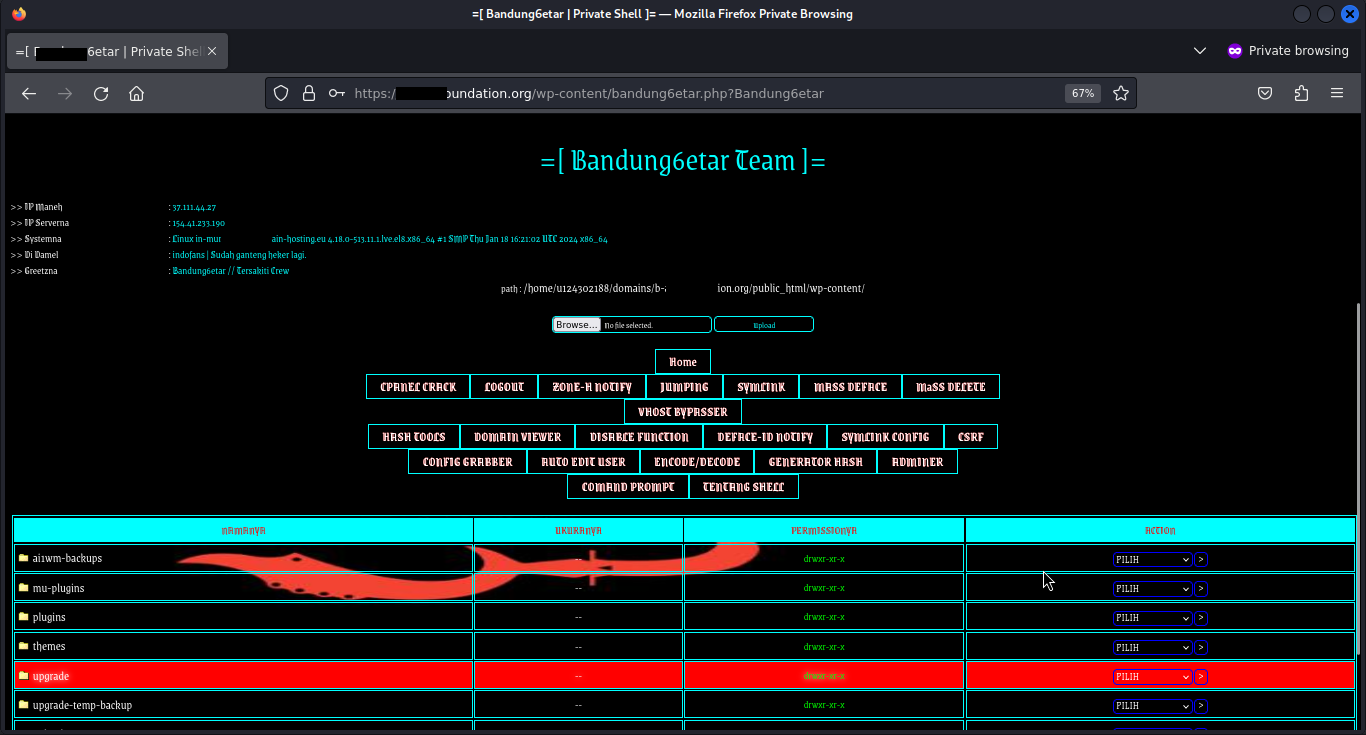 =[ Bandung6etar | Private Shell ]= — Mozilla Firefox Private Browsing
=[ 6etar | Private Shel
Private browsing
https:// oundation.org/wp-content/bandung6etar.php?Bandung6etar
67%
=[ Bandung6etar Team ]=
>> IP Maneh : 37.111.44.27
>> IP Serverna : 154.41.233.190
>> Systemna : Linux in-mur ain-hosting.eu 4.18.0-513.11.1.lve.el8.x86_64 #1 SMP Thu Jan 18 16:21:02 UTC 2024 x86_64
>> Di Damel : indofans | Sudah ganteng heker lagi.
>> Greetzna : Bandung6etar // Tersakiti Crew
path : /home/u124302188/domains/b- ion.org/public_html/wp-content/
Browse... No file selected. Upload
Home
CPANEL CRACK LOGOUT ZONE-H NOTIFY JUMPING SYMLINK MASS DEFACE MaSS DELETE
VHOST BYPASSER
HASH TOOLS DOMAIN VIEWER DISABLE FUNCTION DEFACE-ID NOTIFY SYMLINK CONFIG CSRF
CONFIG GRABBER AUTO EDIT USER ENCODE/DECODE GENERATOR HASH ADMINER
COMAND PROMPT TENTANG SHELL
NAMANYA UKURANYA PERMISSIONYA ACTION
ai1wm-backups -- drwxr-xr-x PILIH >
mu-plugins -- drwxr-xr-x PILIH >
plugins -- drwxr-xr-x PILIH >
themes -- drwxr-xr-x PILIH >
upgrade -- drwxr-xr-x PILIH >
upgrade-temp-backup -- drwxr-xr-x PILIH >